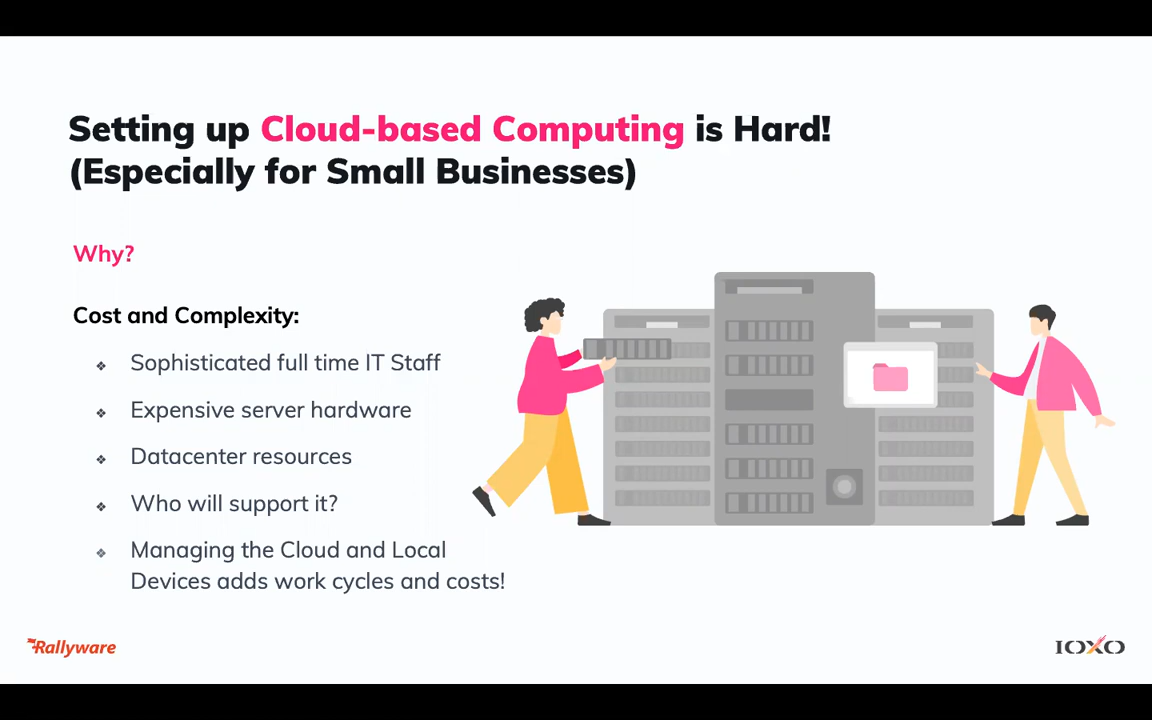 Setting up Cloud-based Computing is Hard!
(Especially for Small Businesses)
Why?
Cost and Complexity:
Sophisticated full time IT Staff
Expensive server hardware
Datacenter resources
Who will support it?
Managing the Cloud and Local
Devices adds work cycles and costs!
Rallyware
IOXO